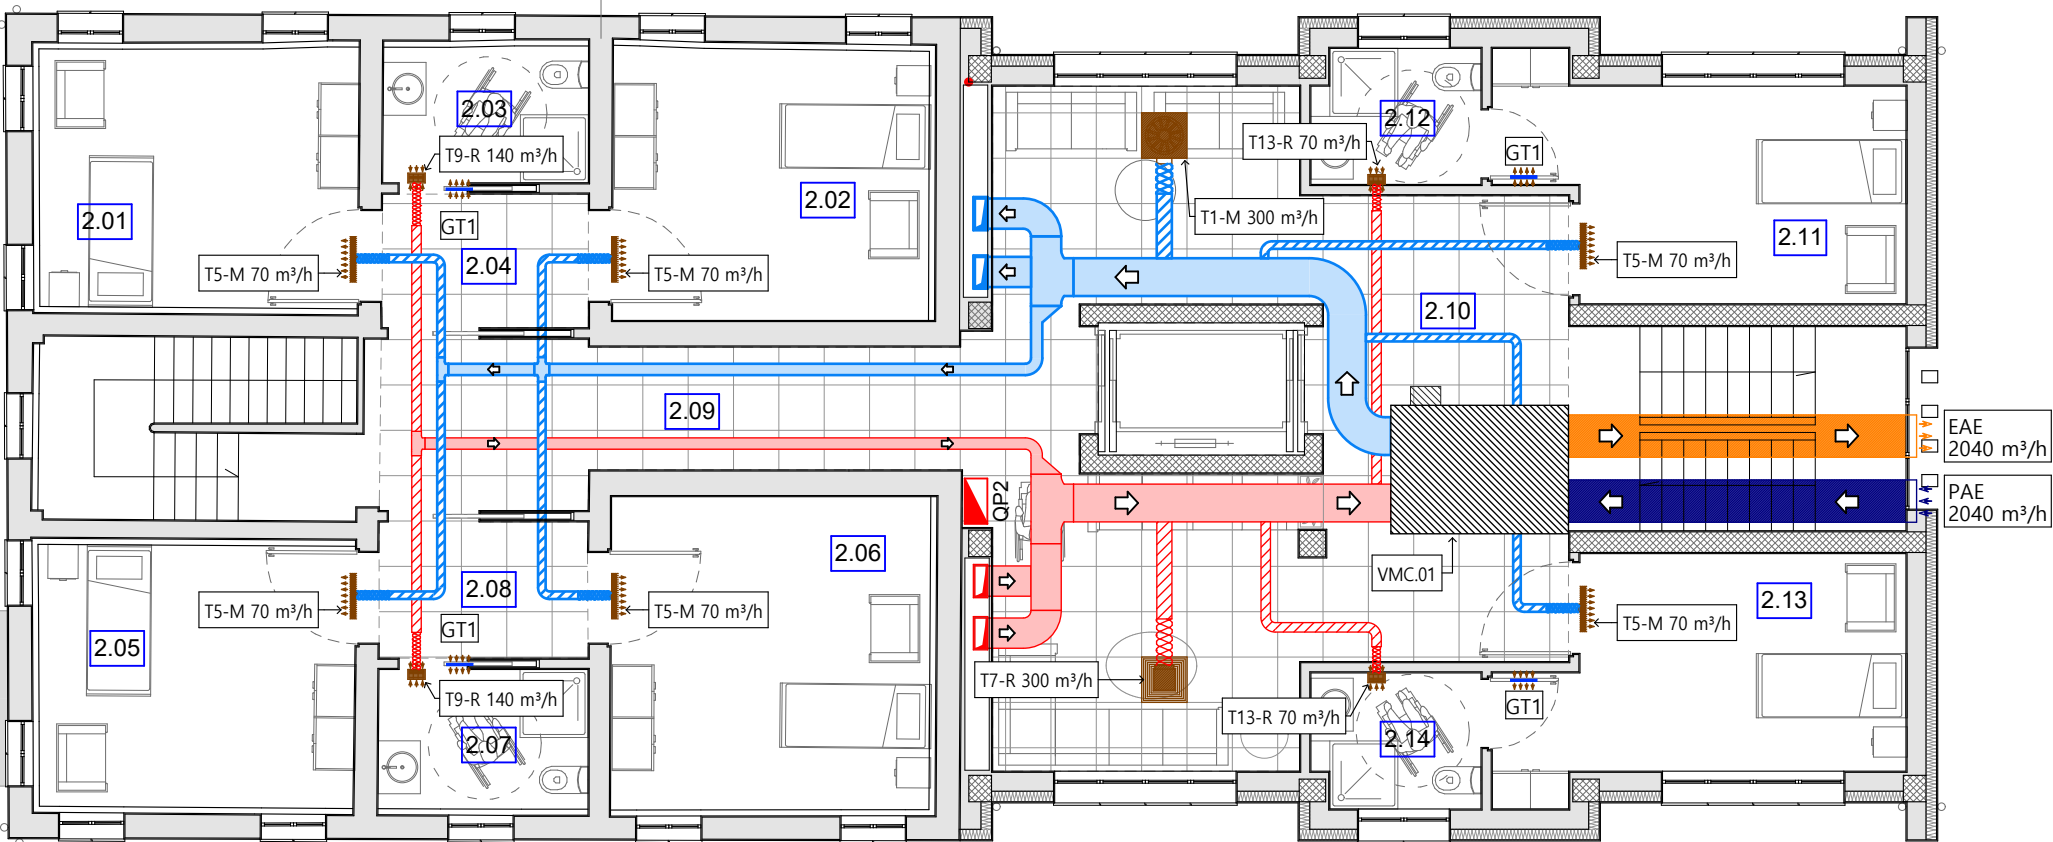 2.03
2.12
T9-R 140 m³/h
T13-R 70 m³/h
GT1
2.01
2.02
GT1
T1-M 300 m³/h
2.11
2.04
T5-M 70 m³/h
T5-M 70 m³/h
T5-M 70 m³/h
2.10
2.09
EAE
2040 m³/h
QP2
PAE
2040 m³/h
2.06
VMC.01
2.08
2.13
T5-M 70 m³/h
T5-M 70 m³/h
T5-M 70 m³/h
GT1
2.05
T7-R 300 m³/h
T9-R 140 m³/h
GT1
T13-R 70 m³/h
2.07
2.14